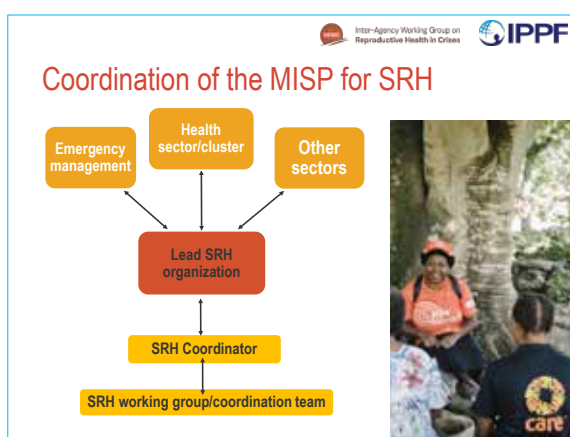 Inter-Agency Working Group on
Reproductive Health in Crises
IPPF
Coordination of the MISP for SRH
Emergency
management
Health
sector/cluster
Other
sectors
Lead SRH
organization
SRH Coordinator
SRH working group/coordination team
care